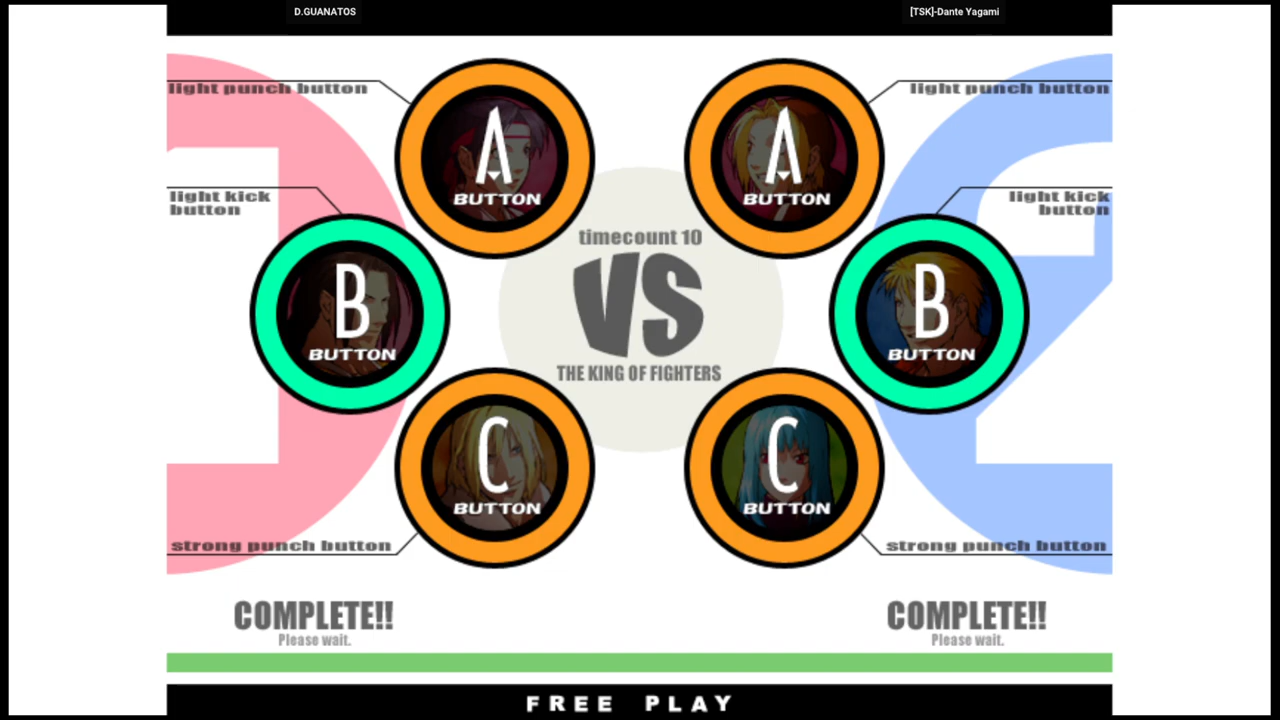 D.GUANATOS
[TSK]-Dante Yagami
light punch button
A
BUTTON
A
BUTTON
light punch button
light kick
button
light kick
button
B
BUTTON
timecount 10
VS
THE KING OF FIGHTERS
B
BUTTON
C
BUTTON
C
BUTTON
strong punch button
strong punch button
COMPLETE!!
Please wait.
COMPLETE!!
Please wait.
FREE PLAY
1
2